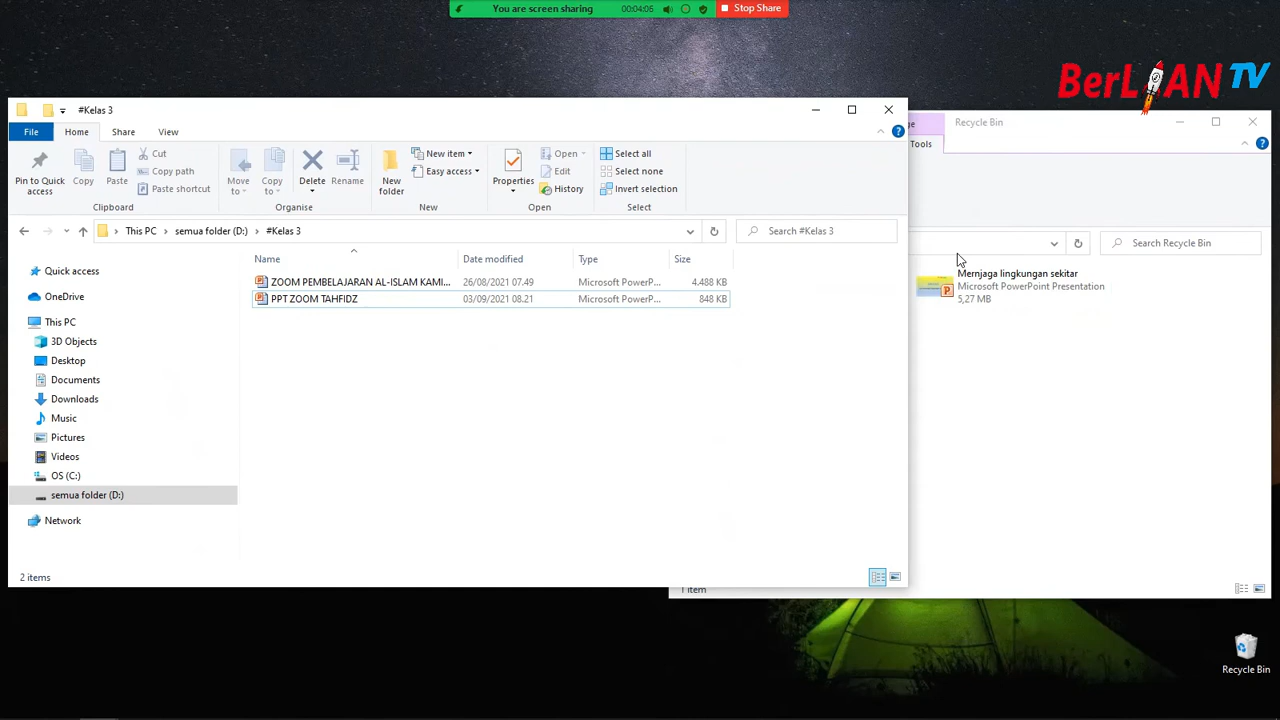 You are screen sharing 00:04:06 Stop Share
BerLIAN TV
#Kelas 3
File Home Share View
Pin to Quick access
Copy
Paste
Cut
Copy path
Paste shortcut
Clipboard
Move to
Copy to
Delete
Rename
Organise
New folder
New item
Easy access
New
Properties
Open
Edit
History
Open
Select all
Select none
Invert selection
Select
This PC > semua folder (D:) > #Kelas 3
Search #Kelas 3
Quick access
OneDrive
This PC
3D Objects
Desktop
Documents
Downloads
Music
Pictures
Videos
OS (C:)
semua folder (D:)
Network
Name Date modified Type Size
ZOOM PEMBELAJARAN AL-ISLAM KAMI... 26/08/2021 07.49 Microsoft PowerP... 4.488 KB
PPT ZOOM TAHFIDZ 03/09/2021 08.21 Microsoft PowerP... 848 KB
2 items
Recycle Bin
Tools
Search Recycle Bin
Mernjaga lingkungan sekitar
Microsoft PowerPoint Presentation
5,27 MB
1 item
Recycle Bin